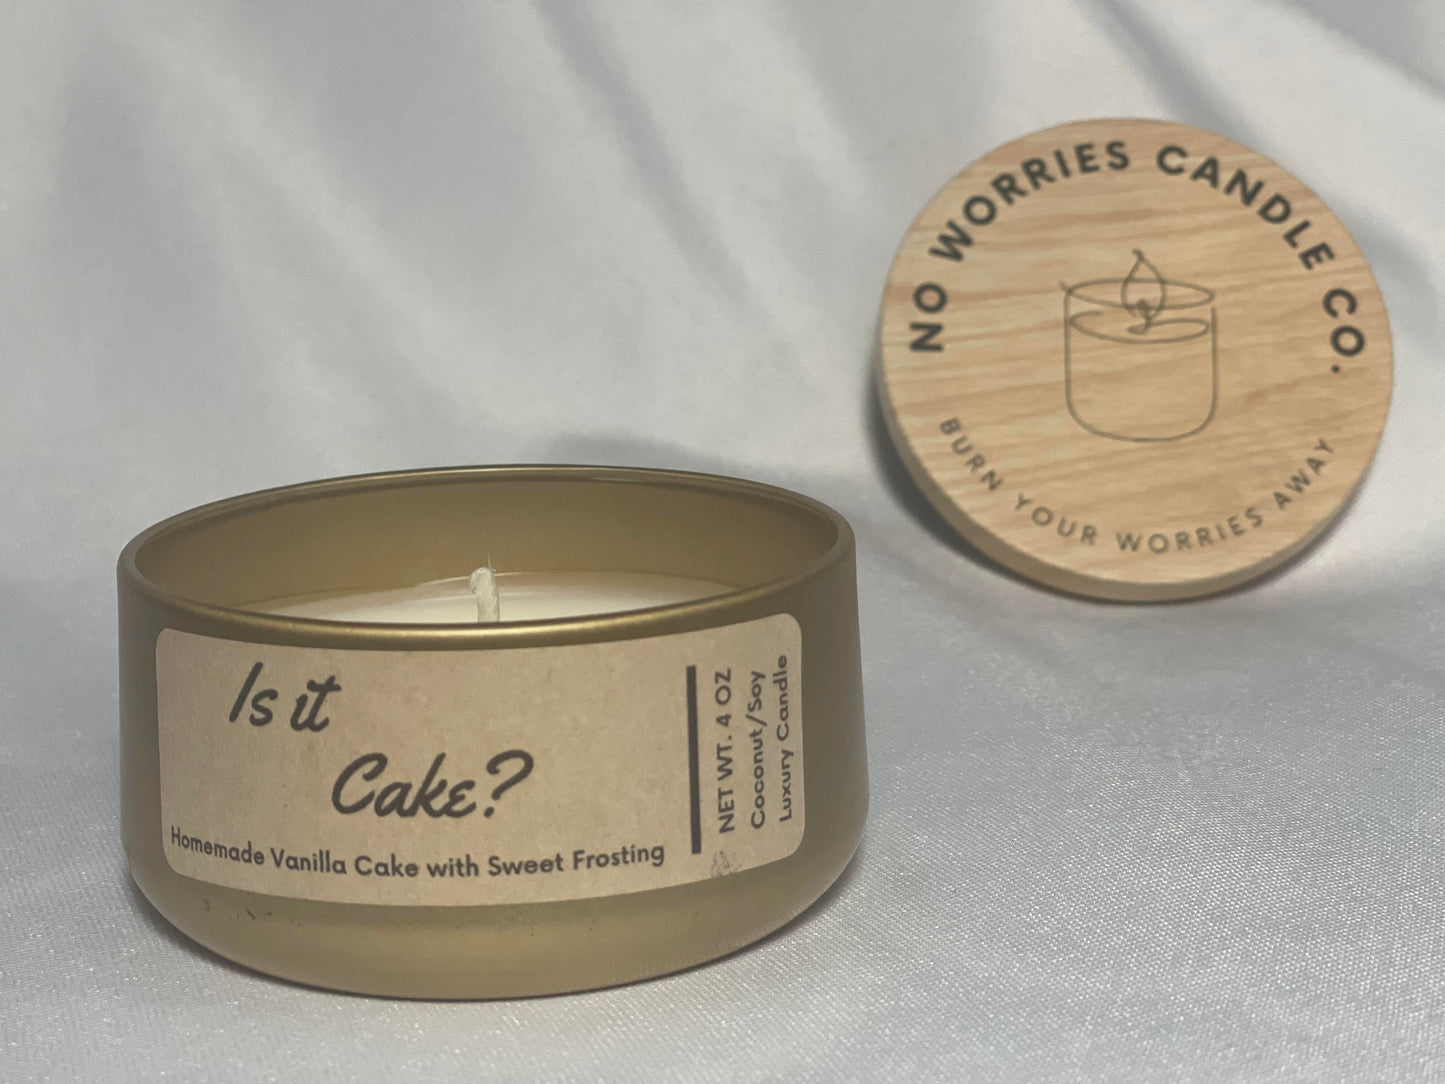 NO WORRIES CANDLE CO.
BURN YOUR WORRIES AWAY
Is it
Cake?
Homemade Vanilla Cake with Sweet Frosting
NET WT. 4 OZ
Coconut/Soy
Luxury Candle